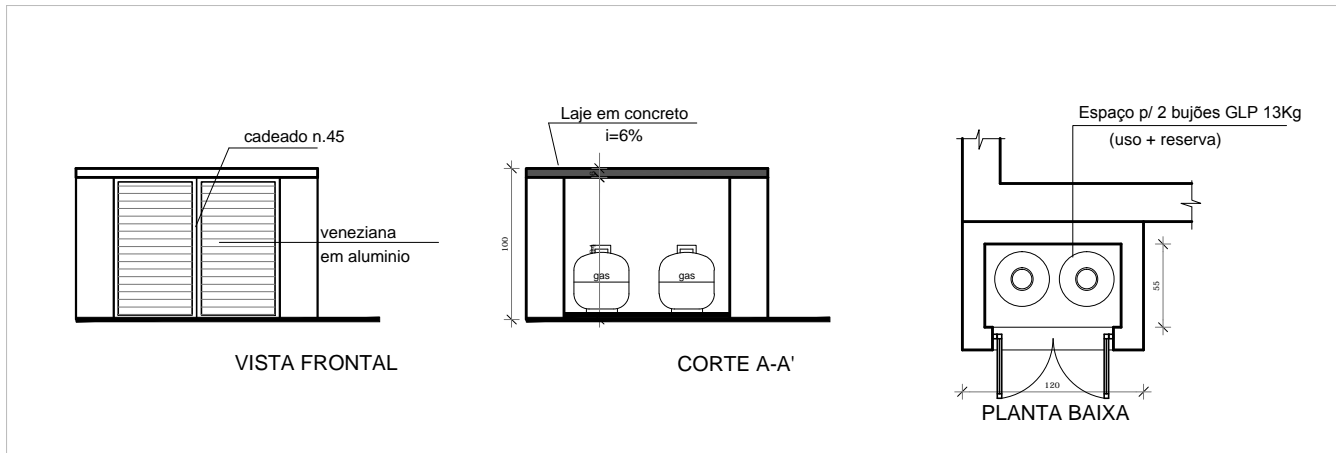 cadeado n.45
veneziana
em aluminio
VISTA FRONTAL
Laje em concreto
i=6%
100
gas
gas
CORTE A-A'
Espaço p/ 2 bujões GLP 13Kg
(uso + reserva)
55
120
PLANTA BAIXA